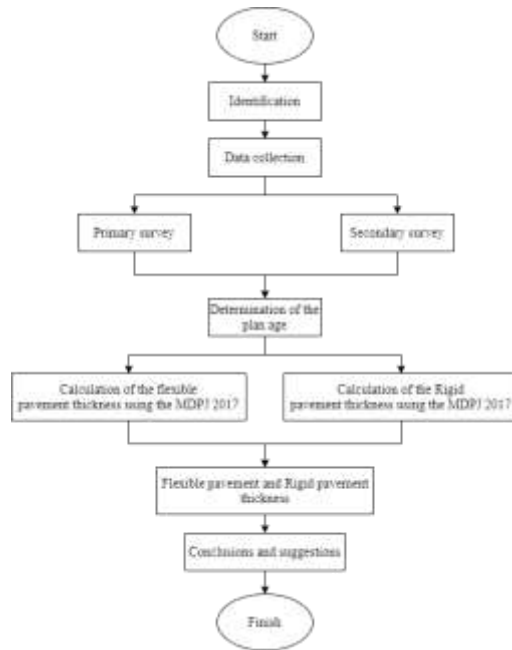 Start
Identification
Data collection
Primary survey
Secondary survey
Determination of the
plan age
Calculation of the flexible
pavement thickness using the MDPJ 2017
Calculation of the Rigid
pavement thickness using the MDPJ 2017
Flexible pavement and Rigid pavement
thickness
Conclusions and suggestions
Finish